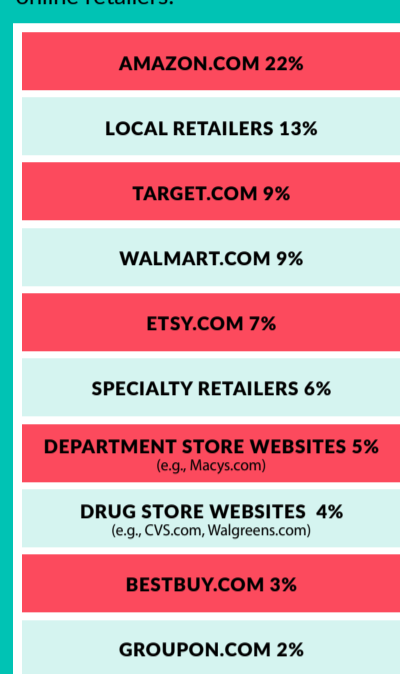 online retailers.
AMAZON.COM 22%
LOCAL RETAILERS 13%
TARGET.COM 9%
WALMART.COM 9%
ETSY.COM 7%
SPECIALTY RETAILERS 6%
DEPARTMENT STORE WEBSITES 5%
(e.g., Macys.com)
DRUG STORE WEBSITES 4%
(e.g., CVS.com, Walgreens.com)
BESTBUY.COM 3%
GROUPON.COM 2%